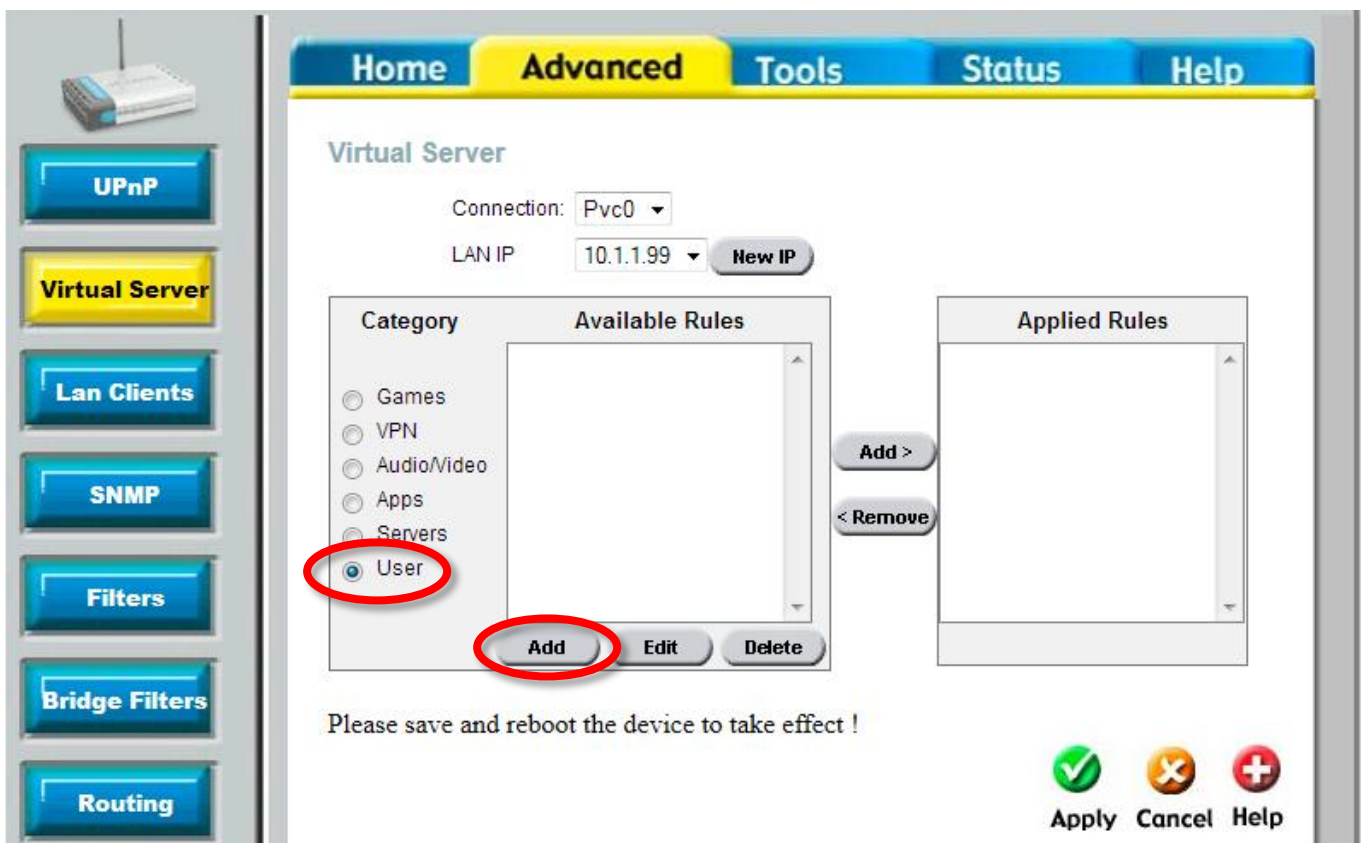 Home Advanced Tools Status Help
UPnP
Virtual Server
Lan Clients
SNMP
Filters
Bridge Filters
Routing
Virtual Server
Connection: Pvc0
LAN IP 10.1.1.99 New IP
Category Available Rules Applied Rules
Games
VPN
Audio/Video
Apps
Servers
User
Add >
< Remove
Add Edit Delete
Please save and reboot the device to take effect !
Apply Cancel Help